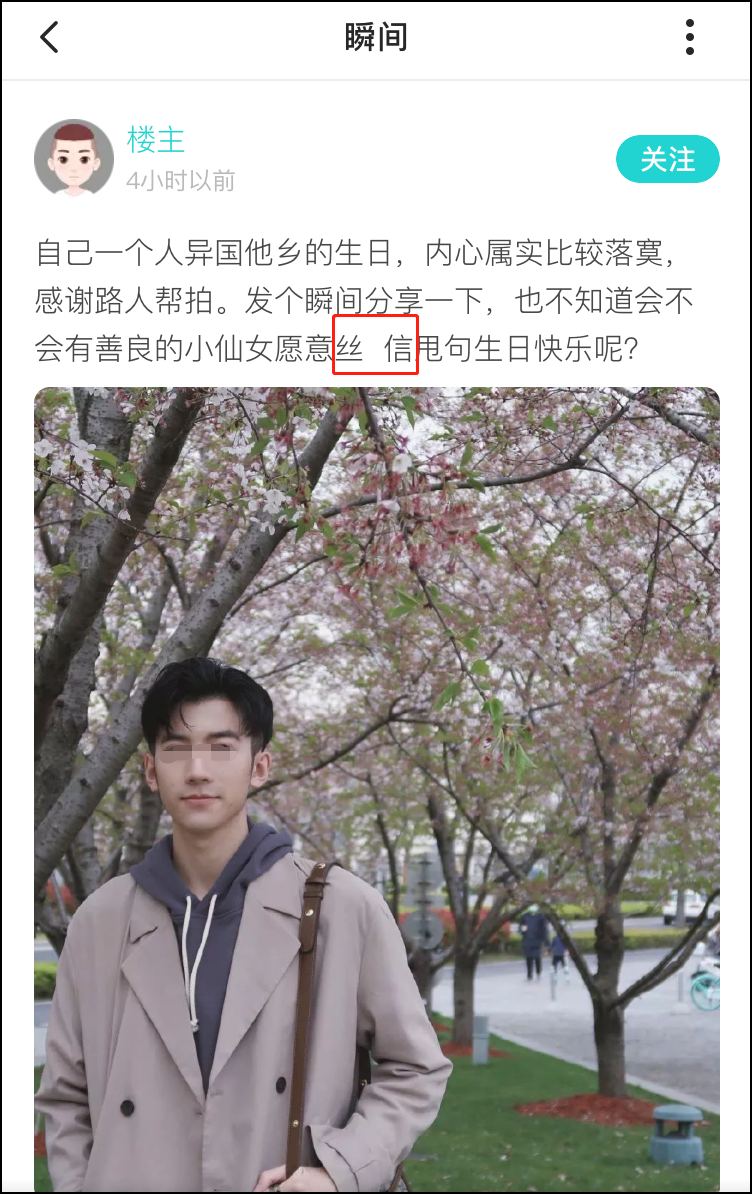 瞬间
楼主
4小时以前
关注
自己一个人异国他乡的生日，内心属实比较落寞，
感谢路人帮拍。发个瞬间分享一下，也不知道会不
会有善良的小仙女愿意丝 信甩句生日快乐呢？